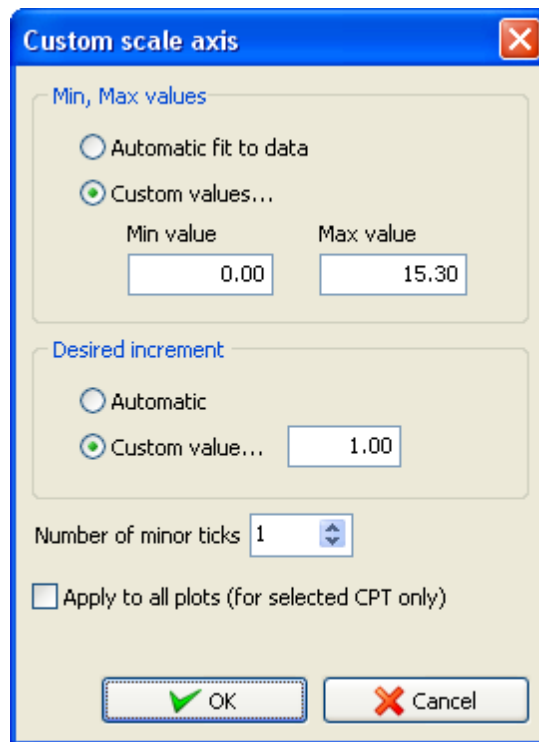 Custom scale axis
Min, Max values
Automatic fit to data
Custom values...
Min value Max value
0.00 15.30
Desired increment
Automatic
Custom value... 1.00
Number of minor ticks 1
Apply to all plots (for selected CPT only)
OK Cancel